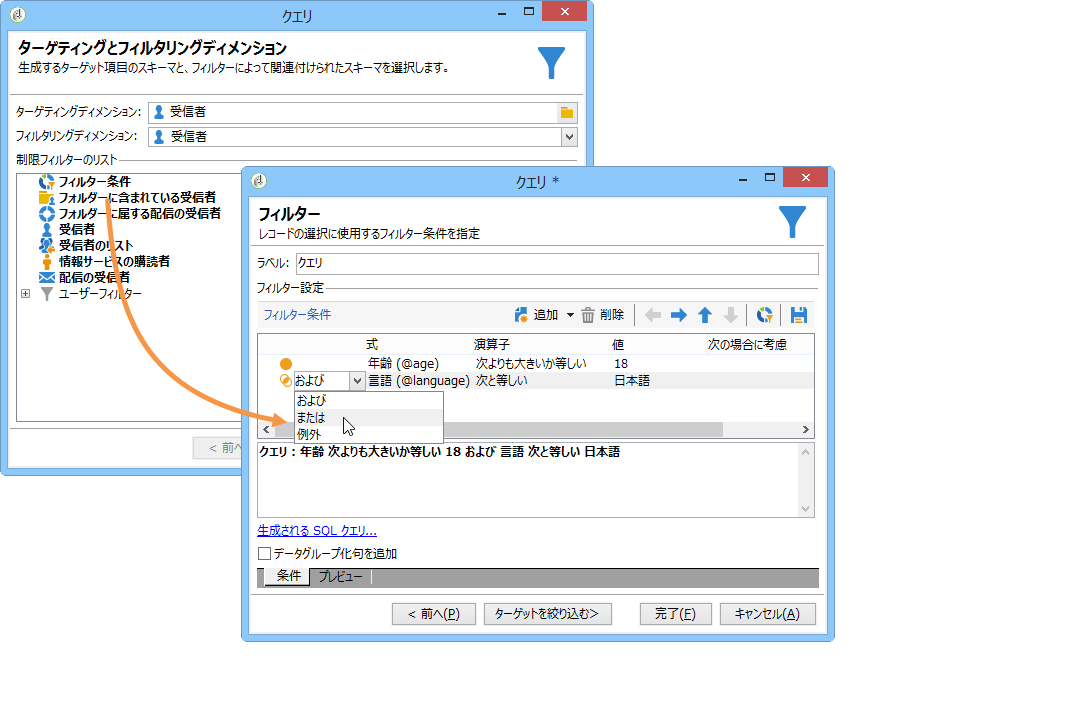 クエリ
ターゲティングとフィルタリングディメンション
生成するターゲット項目のスキーマと、フィルターによって関連付けられたスキーマを選択します。
ターゲティングディメンション: 受信者
フィルタリングディメンション: 受信者
制限フィルターのリスト
フィルター条件
フォルダーに含まれている受信者
フォルダーに属する配信の受信者
受信者
受信者のリスト
情報サービスの購読者
配信の受信者
ユーザーフィルター
< 前へ
クエリ *
フィルター
レコードの選択に使用するフィルター条件を指定
ラベル: クエリ
フィルター設定
フィルター条件 追加 削除
式 演算子 値 次の場合に考慮
年齢 (@age) 次よりも大きいか等しい 18
および 言語 (@language) 次と等しい 日本語
および
または
例外
クエリ : 年齢 次よりも大きいか等しい 18 および 言語 次と等しい 日本語
生成される SQL クエリ...
データグループ化句を追加
条件 プレビュー
< 前へ(P) ターゲットを絞り込む> 完了(F) キャンセル(A)